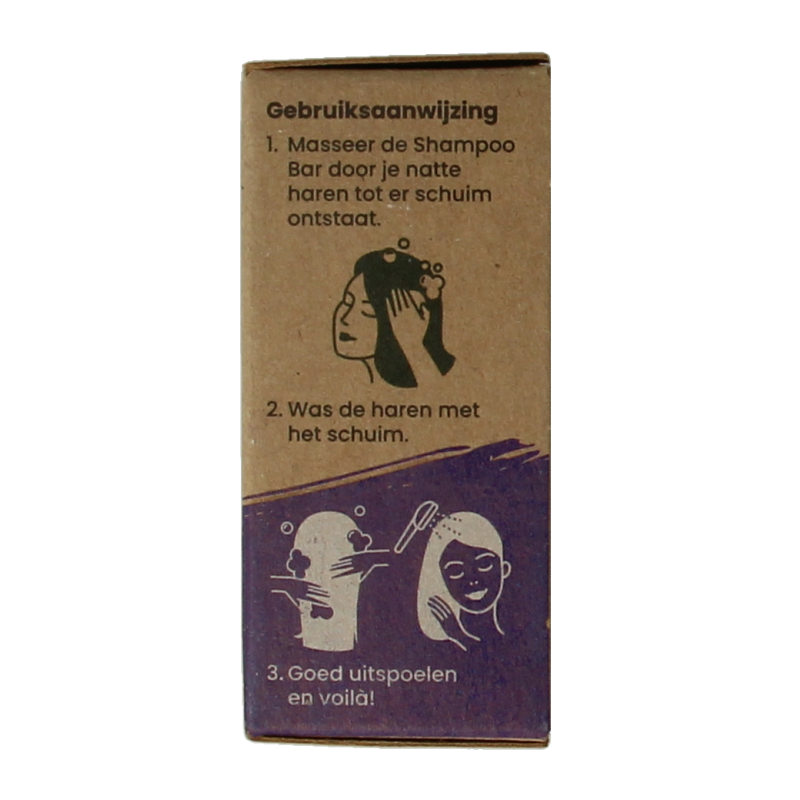 Gebruiksaanwijzing
1. Masseer de Shampoo
Bar door je natte
haren tot er schuim
ontstaat.
2. Was de haren met
het schuim.
3. Goed uitspoelen
en voilà!